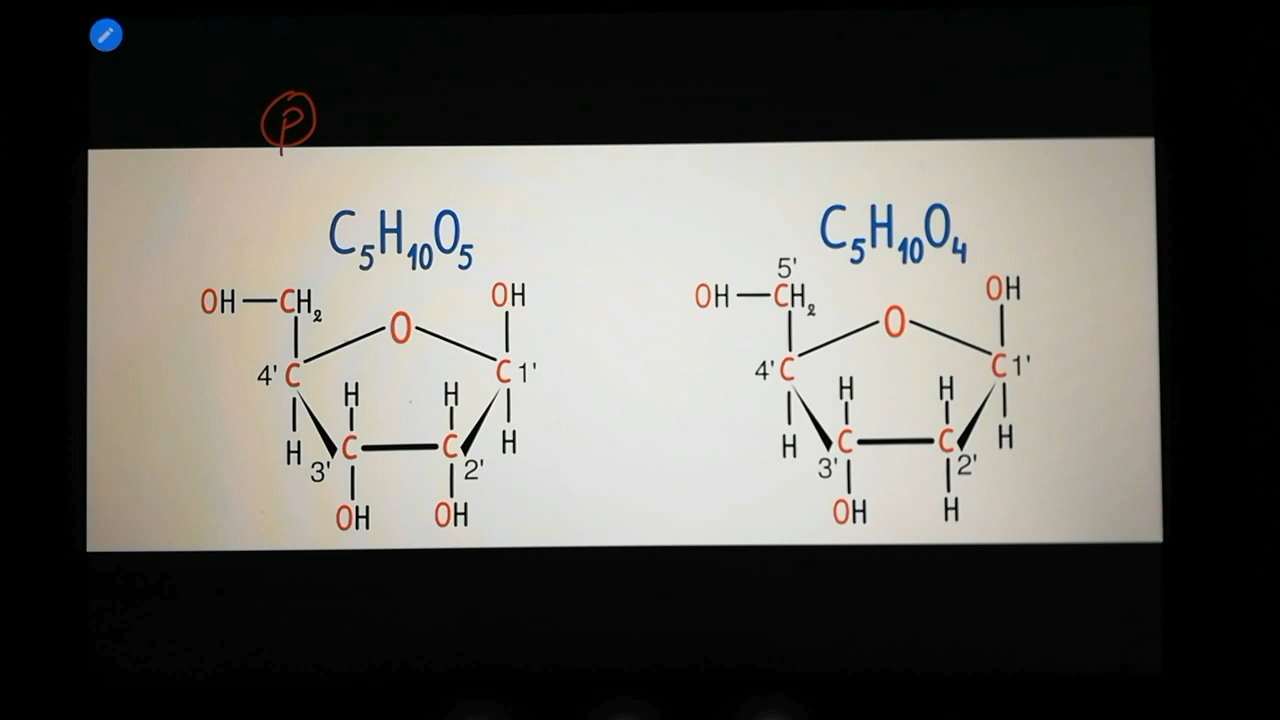 P
C₅H₁₀O₅
C₅H₁₀O₄
OH CH₂
O
OH
4' C
C 1'
H
H
H
H
3' C
C 2'
OH
OH
5'
OH CH₂
O
OH
4' C
C 1'
H
H
H
H
3' C
C 2'
OH
H